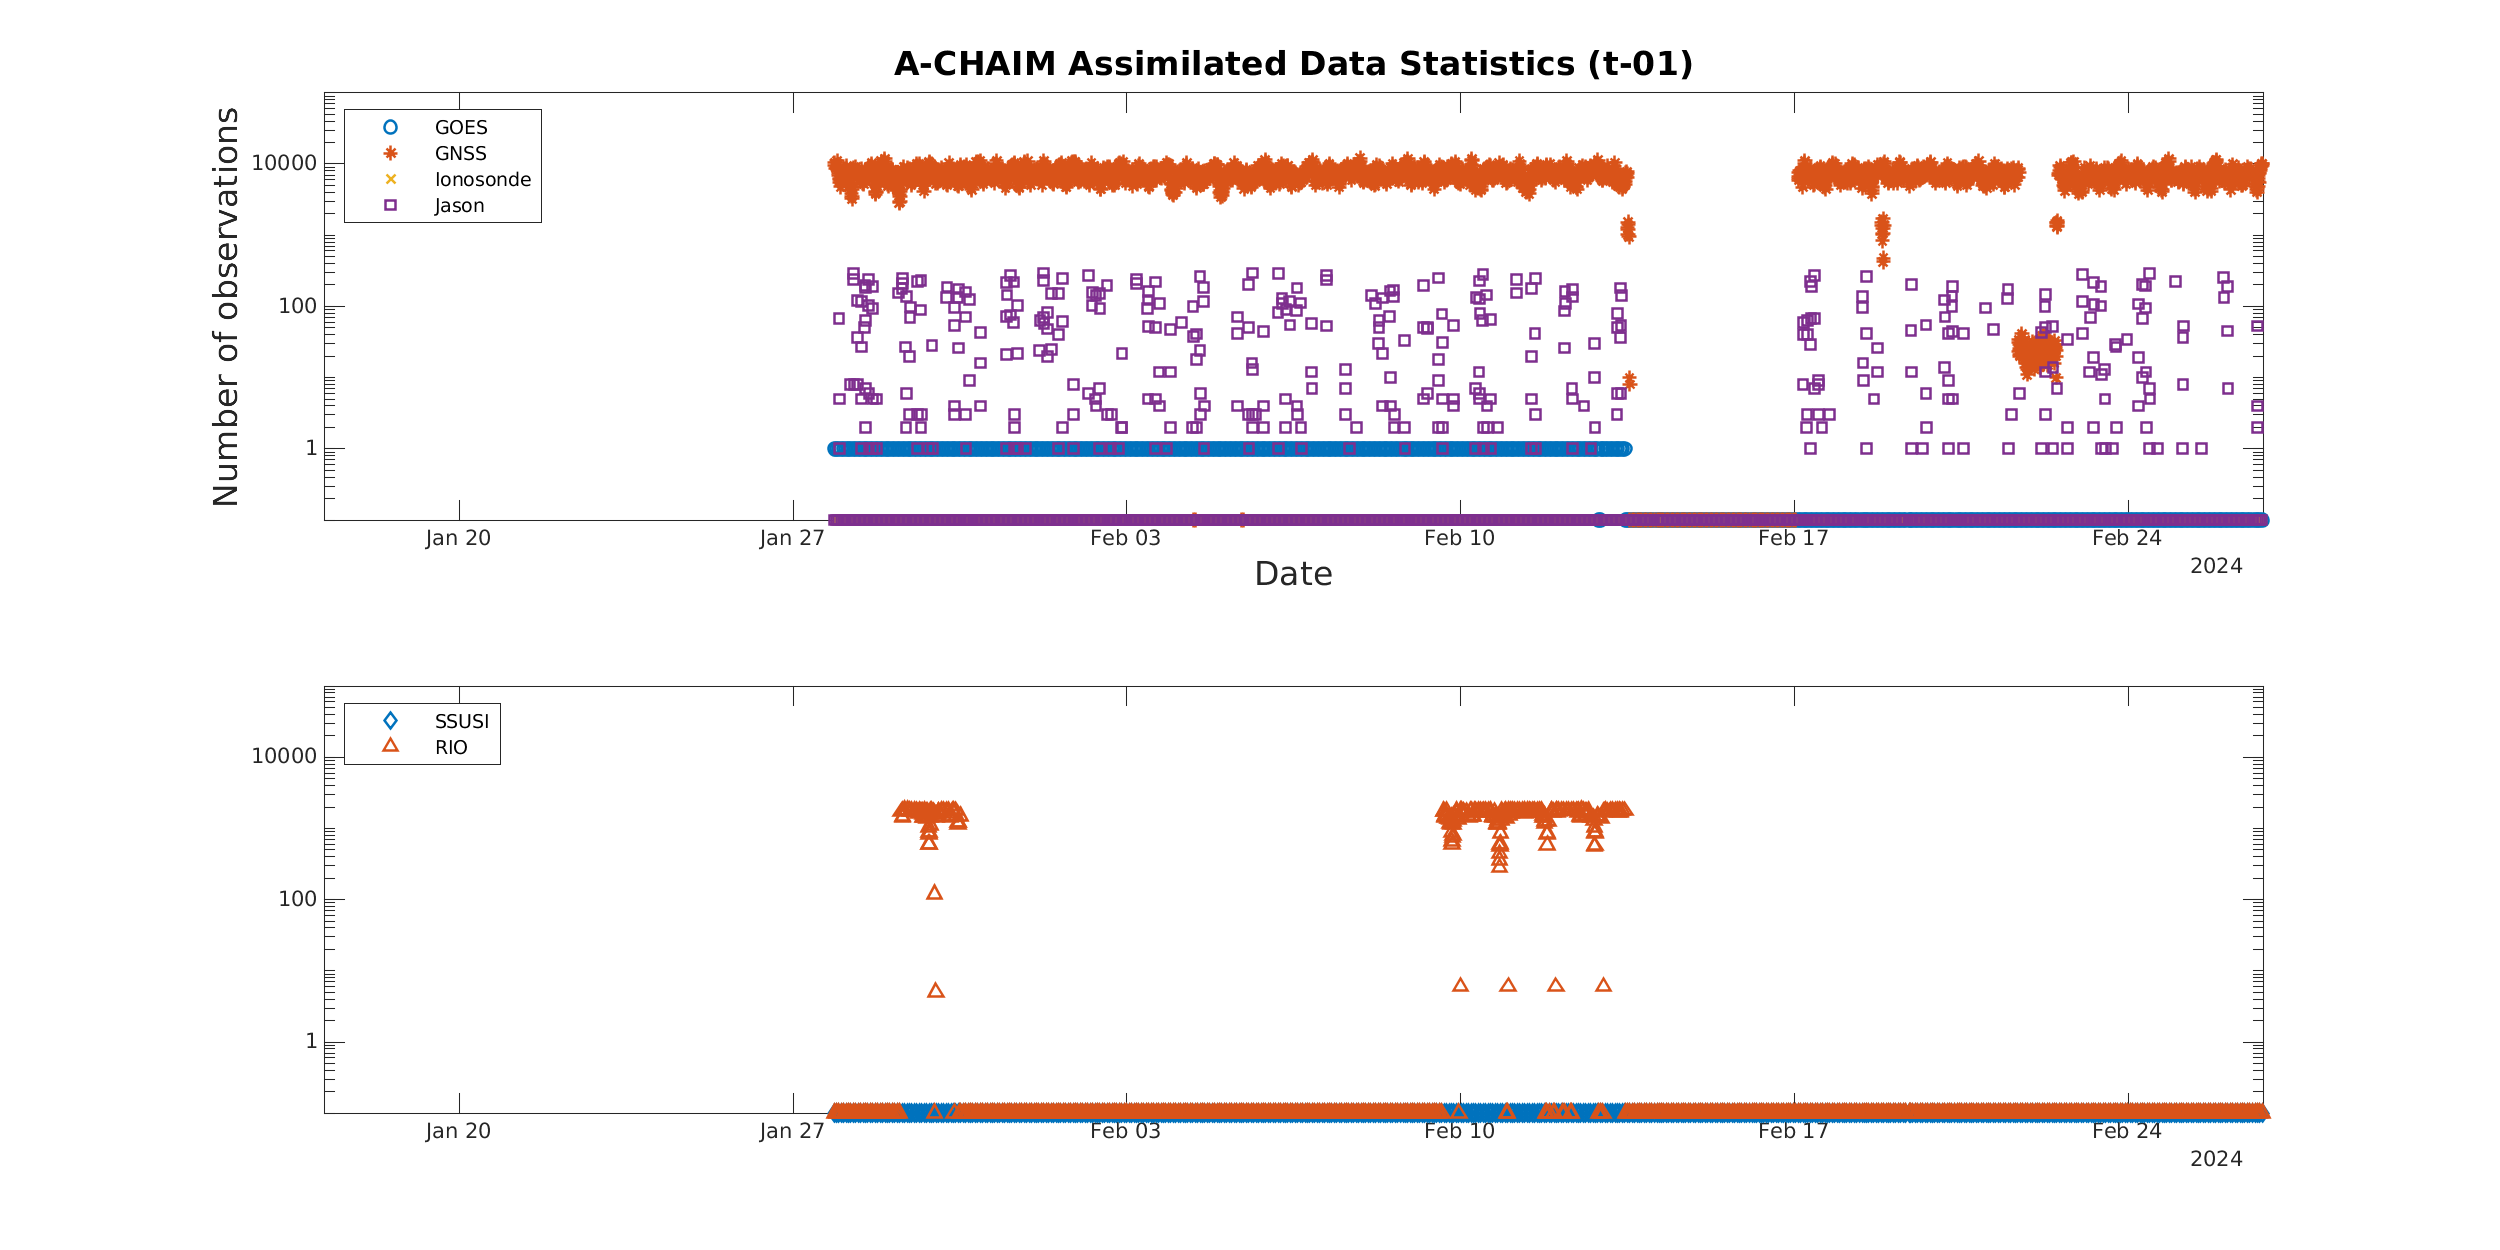 A-CHAIM Assimilated Data Statistics (t-01)
Number of observations
10000
100
1
GOES
GNSS
Ionosonde
Jason
Jan 20
Jan 27
Feb 03
Feb 10
Feb 17
Feb 24
2024
Date
10000
100
1
SSUSI
RIO
Jan 20
Jan 27
Feb 03
Feb 10
Feb 17
Feb 24
2024